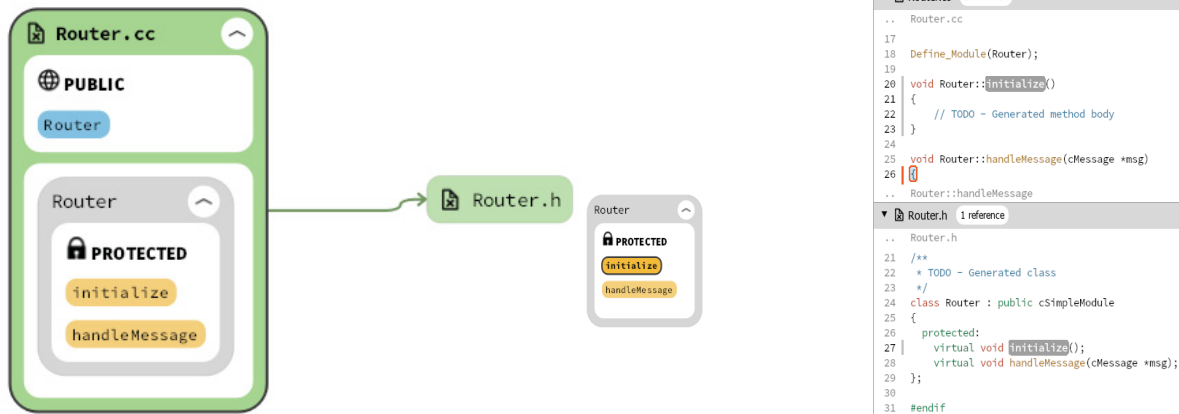 Router.cc
PUBLIC
Router
Router
PROTECTED
initialize
handleMessage
Router.h
Router
PROTECTED
initialize
handleMessage
.. Router.cc
17
18 Define_Module(Router);
19
20 void Router::initialize()
21 {
22 // TODO - Generated method body
23 }
24
25 void Router::handleMessage(cMessage *msg)
26 {
.. Router::handleMessage
Router.h 1 reference
.. Router.h
21 /**
22 * TODO - Generated class
23 */
24 class Router : public cSimpleModule
25 {
26 protected:
27 virtual void initialize();
28 virtual void handleMessage(cMessage *msg);
29 };
30
31 #endif